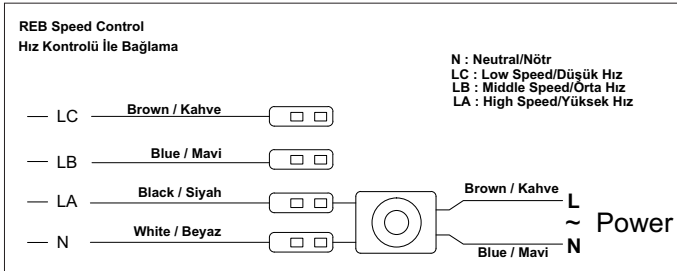 REB Speed Control
Hız Kontrolü İle Bağlama
N : Neutral/Nötr
LC : Low Speed/Düşük Hız
LB : Middle Speed/Orta Hız
LA : High Speed/Yüksek Hız
LC Brown / Kahve
LB Blue / Mavi
LA Black / Siyah
N White / Beyaz
Brown / Kahve L
~ Power
Blue / Mavi N